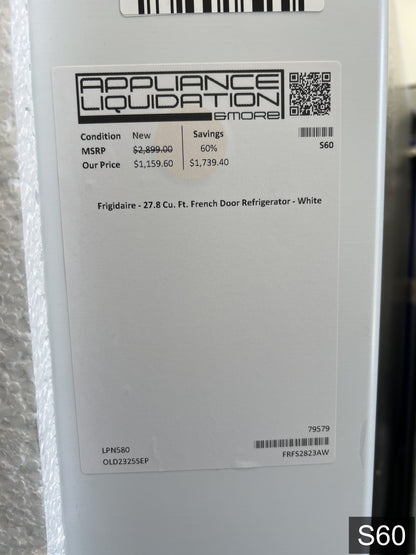 APPLIANCE
LIQUIDATION
&MORE
Condition New Savings
MSRP $2,899.00 60% S60
Our Price $1,159.60 $1,739.40
Frigidaire - 27.8 Cu. Ft. French Door Refrigerator - White
79579
LPN580
OLD2325SEP FRFS2823AW
S60